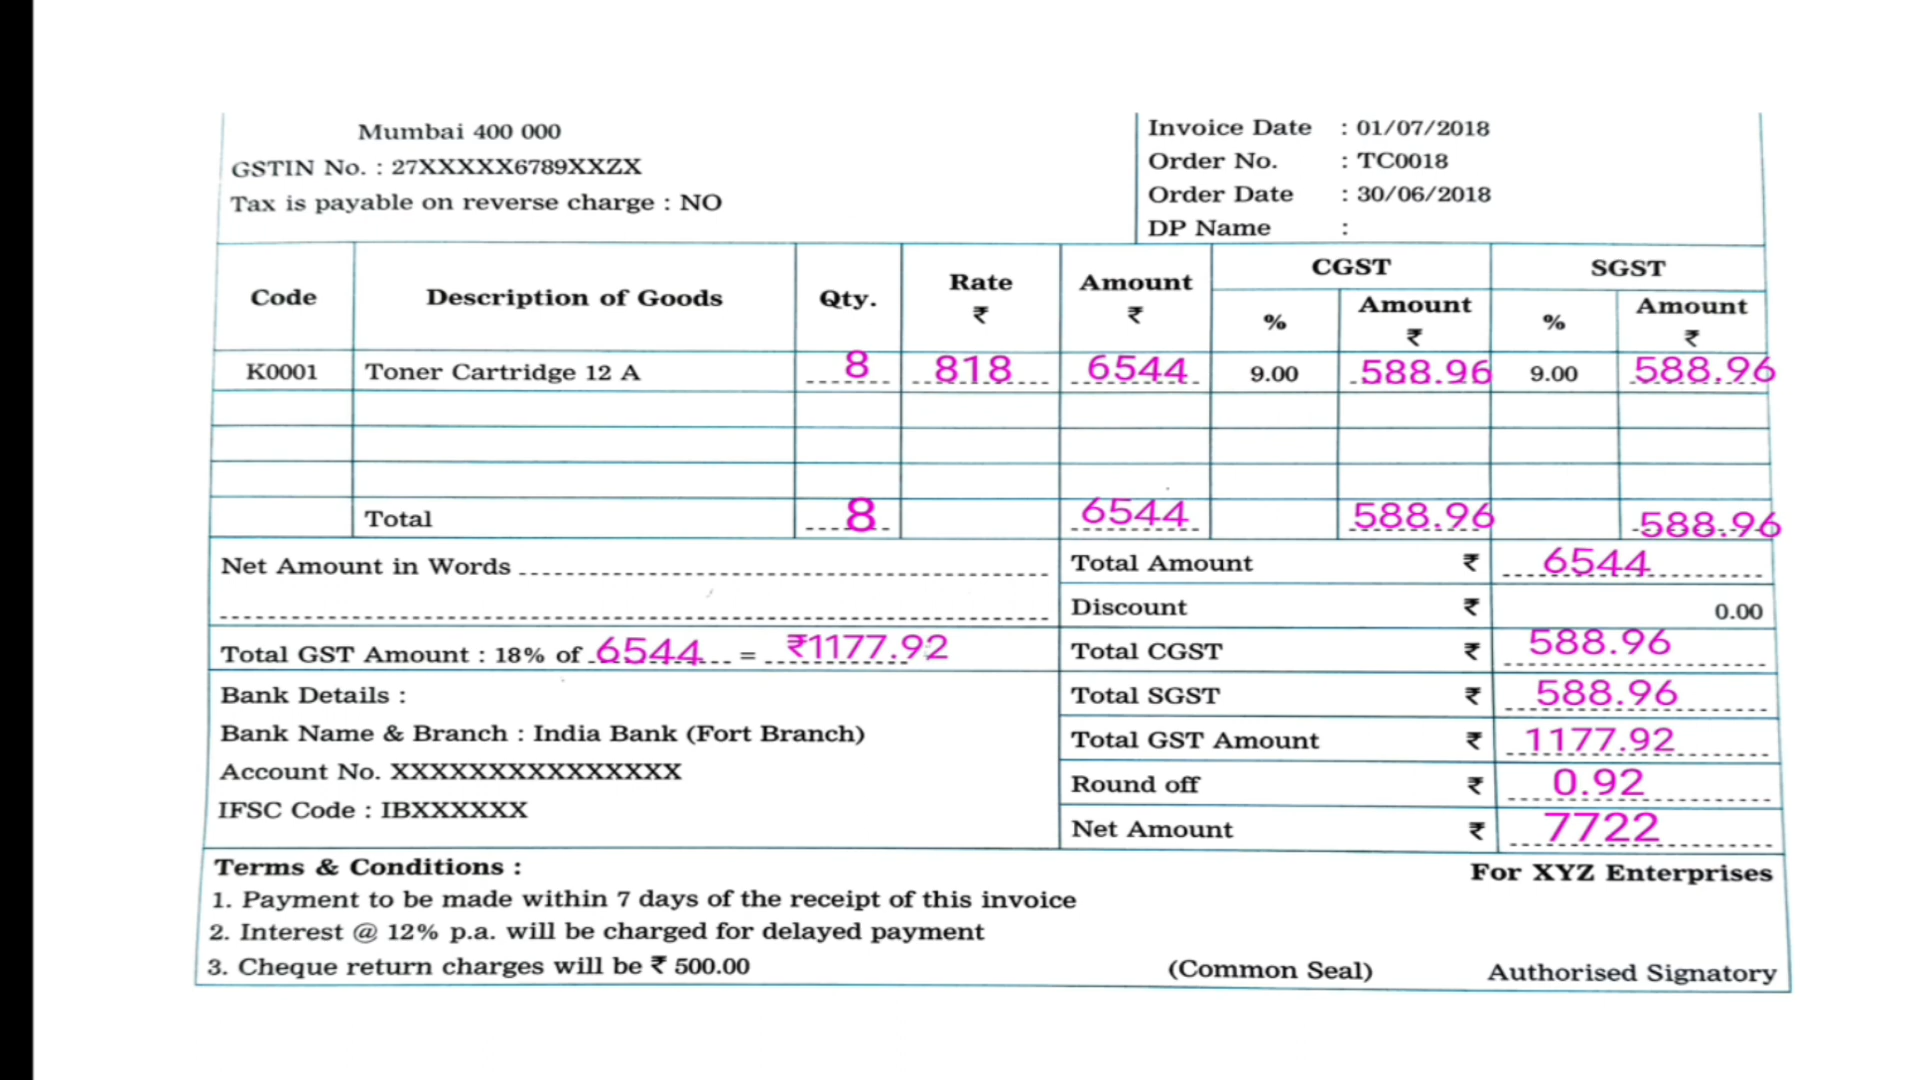 Mumbai 400 000
GSTIN No. : 27XXXXX6789XXZX
Tax is payable on reverse charge : NO
Invoice Date : 01/07/2018
Order No. : TC0018
Order Date : 30/06/2018
DP Name :
Code Description of Goods Qty. Rate ₹ Amount ₹ CGST SGST
% Amount ₹ % Amount ₹
K0001 Toner Cartridge 12 A 8 818 6544 9.00 588.96 9.00 588.96
Total 8 6544 588.96 588.96
Net Amount in Words
Total Amount ₹ 6544
Discount ₹ 0.00
Total GST Amount : 18% of 6544 = ₹1177.92
Total CGST ₹ 588.96
Bank Details :
Total SGST ₹ 588.96
Bank Name & Branch : India Bank (Fort Branch)
Total GST Amount ₹ 1177.92
Account No. XXXXXXXXXXXXXXX
Round off ₹ 0.92
IFSC Code : IBXXXXXX
Net Amount ₹ 7722
Terms & Conditions :
For XYZ Enterprises
1. Payment to be made within 7 days of the receipt of this invoice
2. Interest @ 12% p.a. will be charged for delayed payment
3. Cheque return charges will be ₹ 500.00
(Common Seal) Authorised Signatory